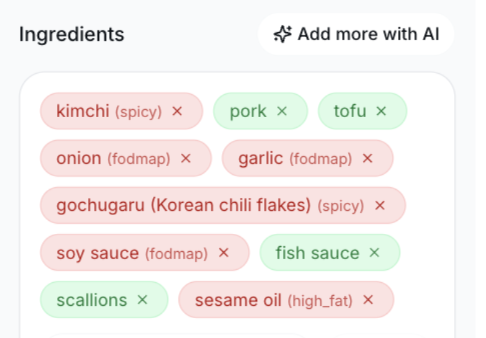 Ingredients Add more with AI
kimchi (spicy) × pork × tofu ×
onion (fodmap) × garlic (fodmap) ×
gochugaru (Korean chili flakes) (spicy) ×
soy sauce (fodmap) × fish sauce ×
scallions × sesame oil (high_fat) ×